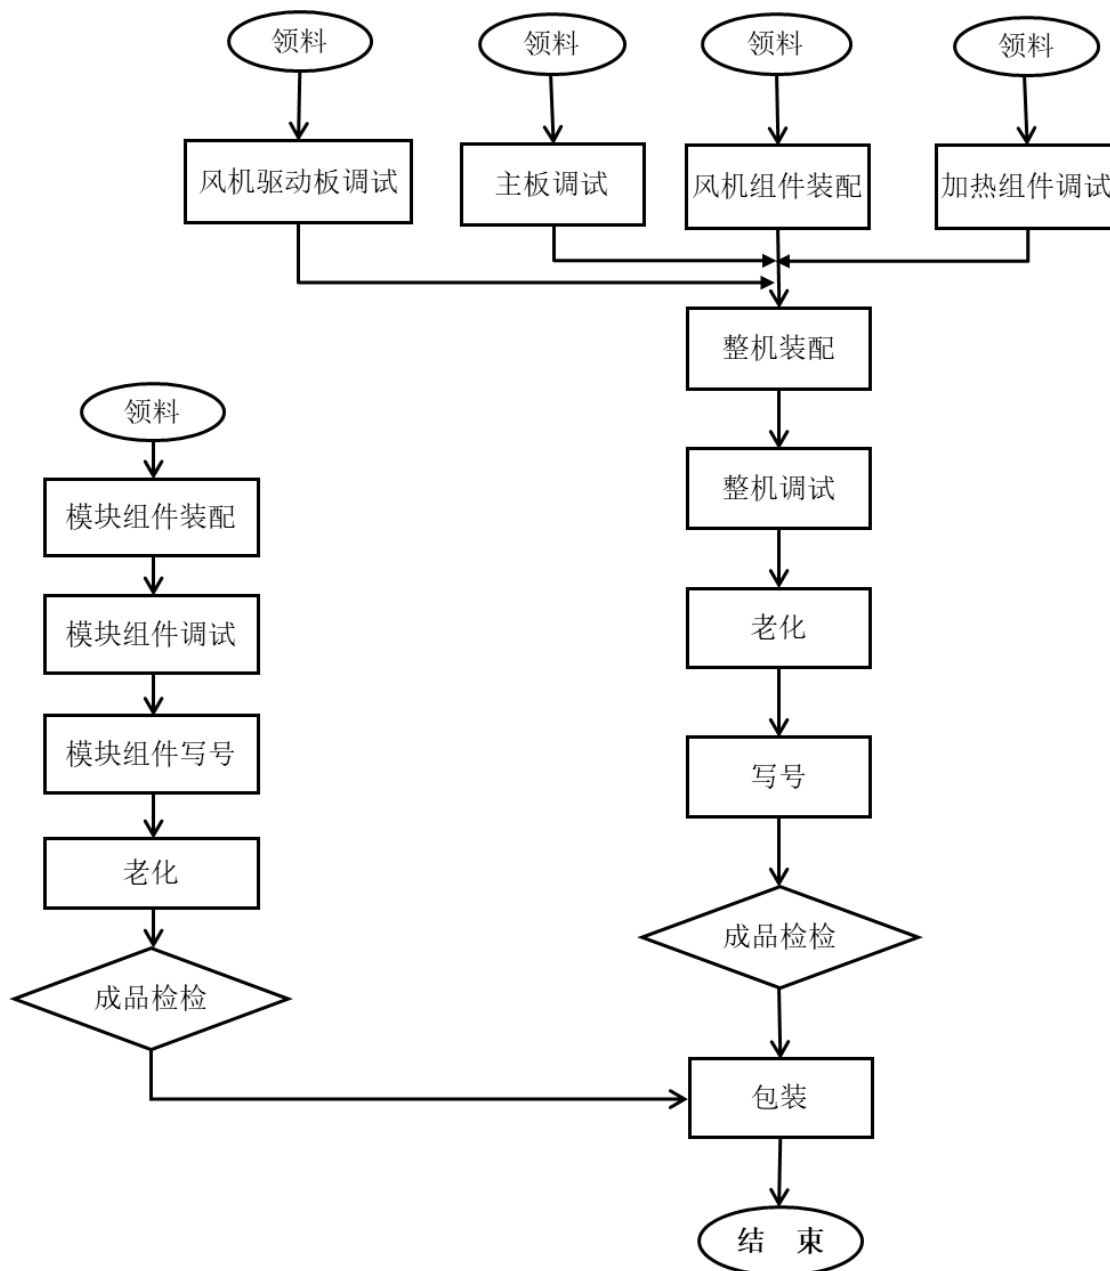 领料
领料
领料
领料
风机驱动板调试
主板调试
风机组件装配
加热组件调试
整机装配
领料
整机调试
模块组件装配
模块组件调试
老化
模块组件写号
写号
老化
成品检检
成品检检
包装
结 束